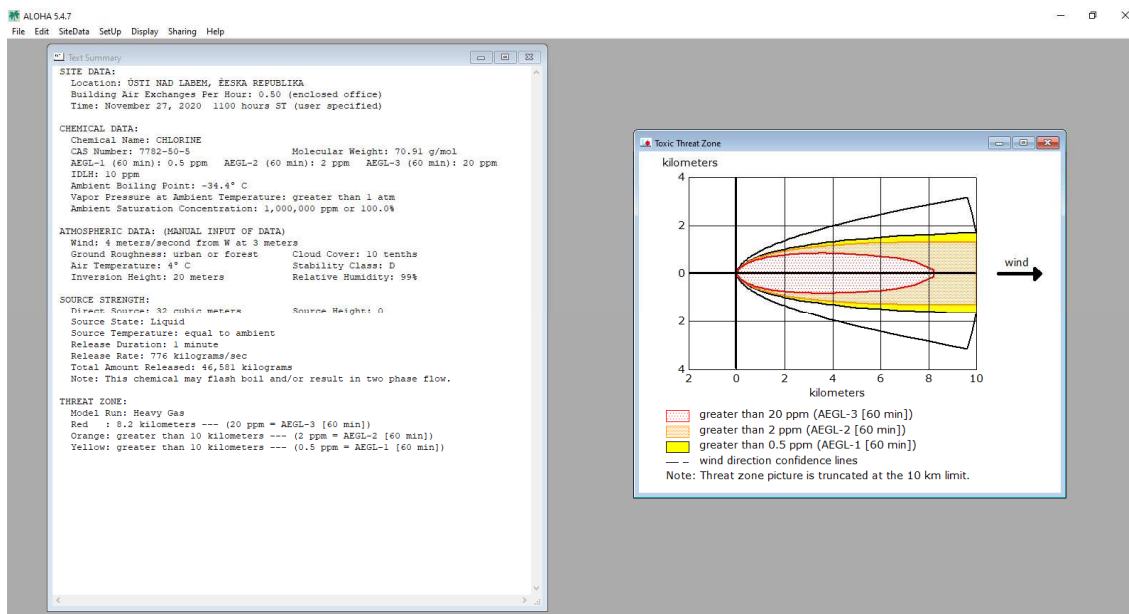 ALOHA 5.4.7
File Edit SiteData SetUp Display Sharing Help
Text Summary
SITE DATA:
Location: ÚSTI NAD LABEM, ÈESKA REPUBLIKA
Building Air Exchanges Per Hour: 0.50 (enclosed office)
Time: November 27, 2020 1100 hours ST (user specified)
CHEMICAL DATA:
Chemical Name: CHLORINE
CAS Number: 7782-50-5 Molecular Weight: 70.91 g/mol
AEGL-1 (60 min): 0.5 ppm AEGL-2 (60 min): 2 ppm AEGL-3 (60 min): 20 ppm
IDLH: 10 ppm
Ambient Boiling Point: -34.4° C
Vapor Pressure at Ambient Temperature: greater than 1 atm
Ambient Saturation Concentration: 1,000,000 ppm or 100.0%
ATMOSPHERIC DATA: (MANUAL INPUT OF DATA)
Wind: 4 meters/second from W at 3 meters
Ground Roughness: urban or forest Cloud Cover: 10 tenths
Air Temperature: 4° C Stability Class: D
Inversion Height: 20 meters Relative Humidity: 99%
SOURCE STRENGTH:
Direct Source: 32 cubic meters Source Height: 0
Source State: Liquid
Source Temperature: equal to ambient
Release Duration: 1 minute
Release Rate: 776 kilograms/sec
Total Amount Released: 46,581 kilograms
Note: This chemical may flash boil and/or result in two phase flow.
THREAT ZONE:
Model Run: Heavy Gas
Red : 8.2 kilometers --- (20 ppm = AEGL-3 [60 min])
Orange: greater than 10 kilometers --- (2 ppm = AEGL-2 [60 min])
Yellow: greater than 10 kilometers --- (0.5 ppm = AEGL-1 [60 min])
Toxic Threat Zone
kilometers
4
2
0
2
4
wind
2 0 2 4 6 8 10
kilometers
greater than 20 ppm (AEGL-3 [60 min])
greater than 2 ppm (AEGL-2 [60 min])
greater than 0.5 ppm (AEGL-1 [60 min])
wind direction confidence lines
Note: Threat zone picture is truncated at the 10 km limit.